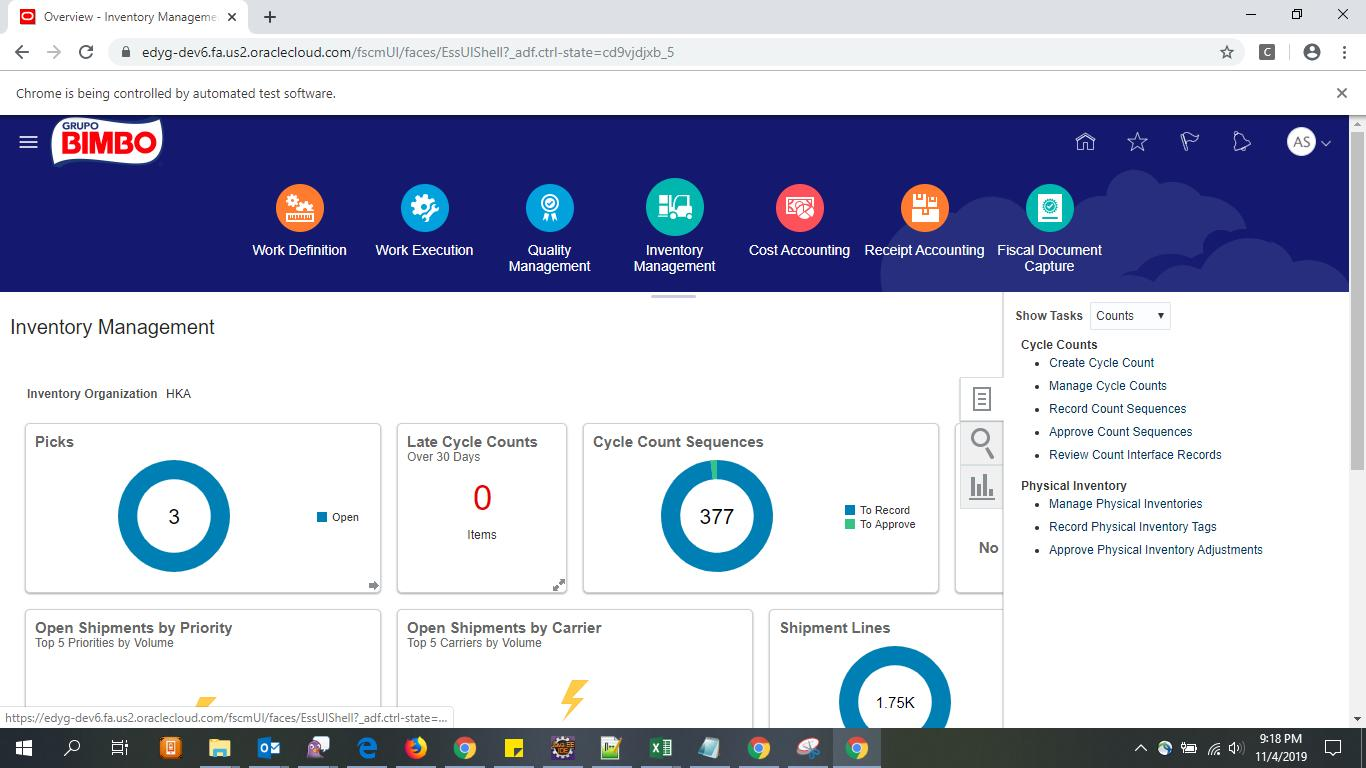 Overview - Inventory Manageme
edyg-dev6.fa.us2.oraclecloud.com/fscmUI/faces/EssUIShell?_adf.ctrl-state=cd9vjdjxb_5
C
Chrome is being controlled by automated test software.
GRUPO
BIMBO
AS
Work Definition
Work Execution
Quality
Management
Inventory
Management
Cost Accounting
Receipt Accounting
Fiscal Document
Capture
Inventory Management
Inventory Organization HKA
Picks
3
Open
Late Cycle Counts
Over 30 Days
0
Items
Cycle Count Sequences
377
To Record
To Approve
No
Show Tasks Counts
Cycle Counts
Create Cycle Count
Manage Cycle Counts
Record Count Sequences
Approve Count Sequences
Review Count Interface Records
Physical Inventory
Manage Physical Inventories
Record Physical Inventory Tags
Approve Physical Inventory Adjustments
Open Shipments by Priority
Top 5 Priorities by Volume
Open Shipments by Carrier
Top 5 Carriers by Volume
Shipment Lines
1.75K
https://edyg-dev6.fa.us2.oraclecloud.com/fscmUI/faces/EssUIShell?_adf.ctrl-state=...
9:18 PM
11/4/2019